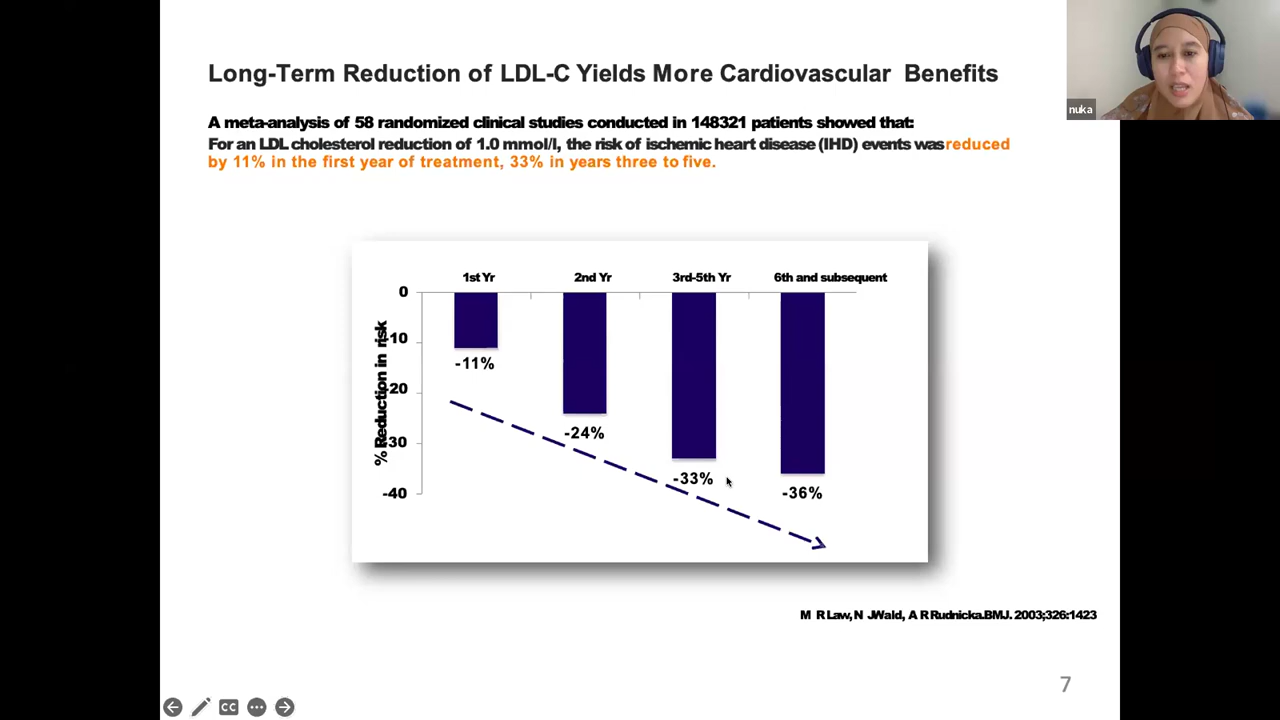 Long-Term Reduction of LDL-C Yields More Cardiovascular Benefits
nuka
A meta-analysis of 58 randomized clinical studies conducted in 148321 patients showed that:
For an LDL cholesterol reduction of 1.0 mmol/l, the risk of ischemic heart disease (IHD) events was reduced
by 11% in the first year of treatment, 33% in years three to five.
1st Yr 2nd Yr 3rd-5th Yr 6th and subsequent
% Reduction in risk
0
-10
-20
-30
-40
-11%
-24%
-33%
-36%
M R Law, N J Wald, A R Rudnicka.BMJ. 2003;326:1423
7
CC